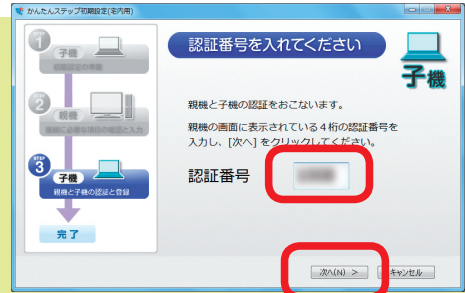 かんたんステップ初期設定(宅内用)
STEP
1
子機
初期設定の準備
2
親機
接続に必要な項目の確認と入力
STEP
3
子機
親機と子機の認証と登録
完了
認証番号を入れてください
子機
親機と子機の認証をおこないます。
親機の画面に表示されている4桁の認証番号を
入力し、[次へ]をクリックしてください。
認証番号
次へ(N) >
キャンセル